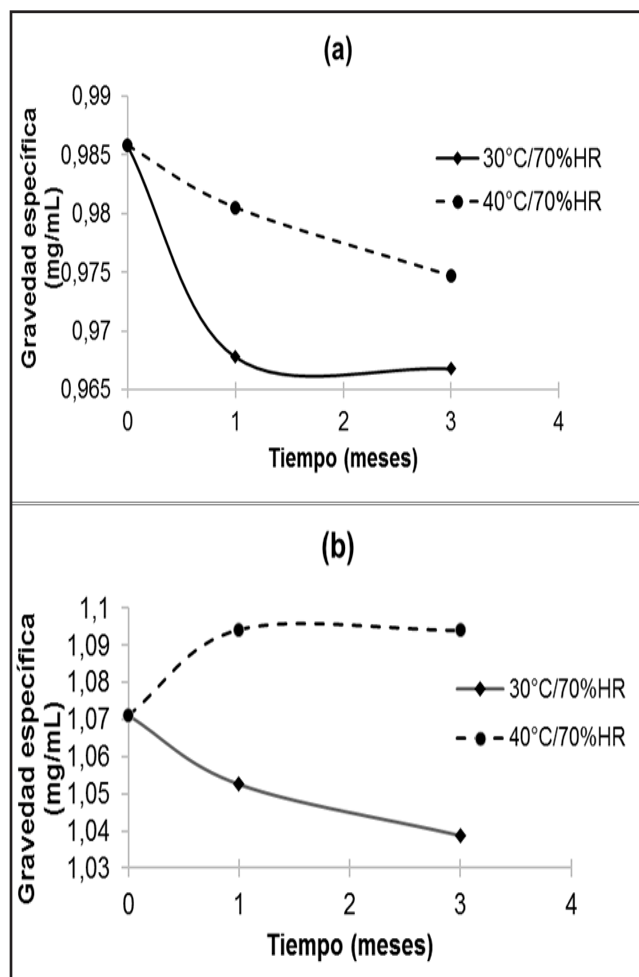 (a)
Gravedad específica
(mg/mL)
0,99
0,985
0,98
0,975
0,97
0,965
0
1
2
3
4
Tiempo (meses)
30°C/70%HR
40°C/70%HR
(b)
Gravedad específica
(mg/mL)
1,1
1,09
1,08
1,07
1,06
1,05
1,04
1,03
0
1
2
3
4
Tiempo (meses)
30°C/70%HR
40°C/70%HR